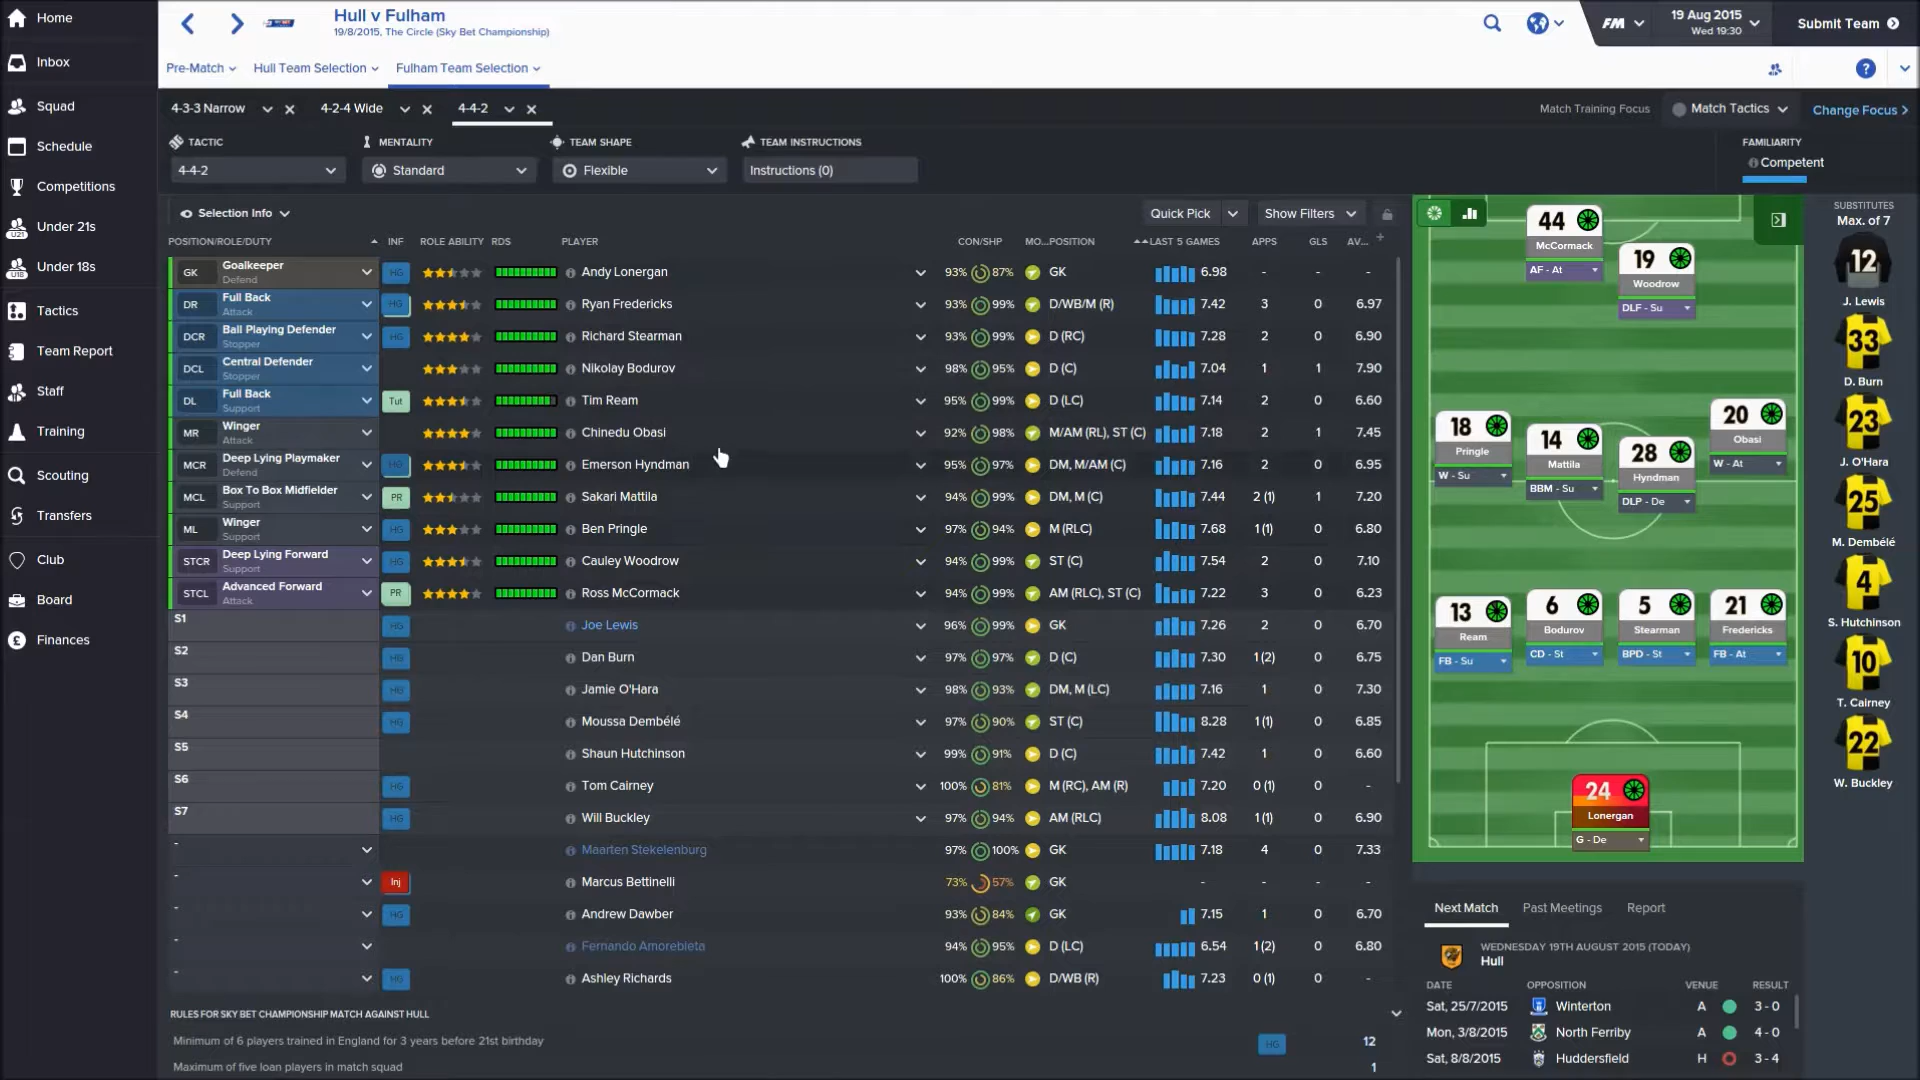 Home
Inbox
Squad
Schedule
Competitions
Under 21s
Under 18s
Tactics
Team Report
Staff
Training
Scouting
Transfers
Club
Board
Finances
Hull v Fulham
19/8/2015, The Circle (Sky Bet Championship)
FM
19 Aug 2015
Wed 19:30
Submit Team
Pre-Match
Hull Team Selection
Fulham Team Selection
4-3-3 Narrow
4-2-4 Wide
4-4-2
Match Training Focus
Match Tactics
Change Focus >
TACTIC
MENTALITY
TEAM SHAPE
TEAM INSTRUCTIONS
FAMILIARITY
4-4-2
Standard
Flexible
Instructions (0)
Competent
Selection Info
Quick Pick
Show Filters
POSITION/ROLE/DUTY INF ROLE ABILITY RDS PLAYER CON/SHP MO... POSITION LAST 5 GAMES APPS GLS AV...
GK Goalkeeper Defend HG Andy Lonergan 93% 87% GK 6.98 - - -
DR Full Back Attack HG Ryan Fredericks 93% 99% D/WB/M (R) 7.42 3 0 6.97
DCR Ball Playing Defender Stopper HG Richard Stearman 93% 99% D (RC) 7.28 2 0 6.90
DCL Central Defender Stopper Nikolay Bodurov 98% 95% D (C) 7.04 1 1 7.90
DL Full Back Support Tut Tim Ream 95% 99% D (LC) 7.14 2 0 6.60
MR Winger Attack Chinedu Obasi 92% 98% M/AM (RL), ST (C) 7.18 2 1 7.45
MCR Deep Lying Playmaker Defend HG Emerson Hyndman 95% 97% DM, M/AM (C) 7.16 2 0 6.95
MCL Box To Box Midfielder Support PR Sakari Mattila 94% 99% DM, M (C) 7.44 2 (1) 1 7.20
ML Winger Support HG Ben Pringle 97% 94% M (RLC) 7.68 1 (1) 0 6.80
STCR Deep Lying Forward Support HG Cauley Woodrow 94% 99% ST (C) 7.54 2 0 7.10
STCL Advanced Forward Attack PR Ross McCormack 94% 99% AM (RLC), ST (C) 7.22 3 0 6.23
S1 HG Joe Lewis 96% 99% GK 7.26 2 0 6.70
S2 HG Dan Burn 97% 97% D (C) 7.30 1 (2) 0 6.75
S3 HG Jamie O'Hara 98% 93% DM, M (LC) 7.16 1 0 7.30
S4 HG Moussa Dembélé 97% 90% ST (C) 8.28 1 (1) 0 6.85
S5 Shaun Hutchinson 99% 91% D (C) 7.42 1 0 6.60
S6 HG Tom Cairney 100% 81% M (RC), AM (R) 7.20 0 (1) 0 -
S7 HG Will Buckley 97% 94% AM (RLC) 8.08 1 (1) 0 6.90
- Maarten Stekelenburg 97% 100% GK 7.18 4 0 7.33
- Inj Marcus Bettinelli 73% 57% GK - - 0 -
- HG Andrew Dawber 93% 84% GK 7.15 1 0 6.70
- Fernando Amorebieta 94% 95% D (LC) 6.54 1 (2) 0 6.80
- HG Ashley Richards 100% 86% D/WB (R) 7.23 0 (1) 0 -
RULES FOR SKY BET CHAMPIONSHIP MATCH AGAINST HULL
Minimum of 6 players trained in England for 3 years before 21st birthday HG 12
Maximum of five loan players in match squad 1
44
McCormack
AF - At
19
Woodrow
DLF - Su
18
Pringle
W - Su
14
Mattila
BBM - Su
28
Hyndman
DLP - De
20
Obasi
W - At
13
Ream
FB - Su
6
Bodurov
CD - St
5
Stearman
BPD - St
21
Fredericks
FB - At
24
Lonergan
G - De
SUBSTITUTES
Max. of 7
12
J. Lewis
33
D. Burn
23
J. O'Hara
25
M. Dembélé
4
S. Hutchinson
10
T. Cairney
22
W. Buckley
Next Match
Past Meetings
Report
WEDNESDAY 19TH AUGUST 2015 (TODAY)
Hull
DATE OPPOSITION VENUE RESULT
Sat, 25/7/2015 Winterton A 3 - 0
Mon, 3/8/2015 North Ferriby A 4 - 0
Sat, 8/8/2015 Huddersfield H 3 - 4